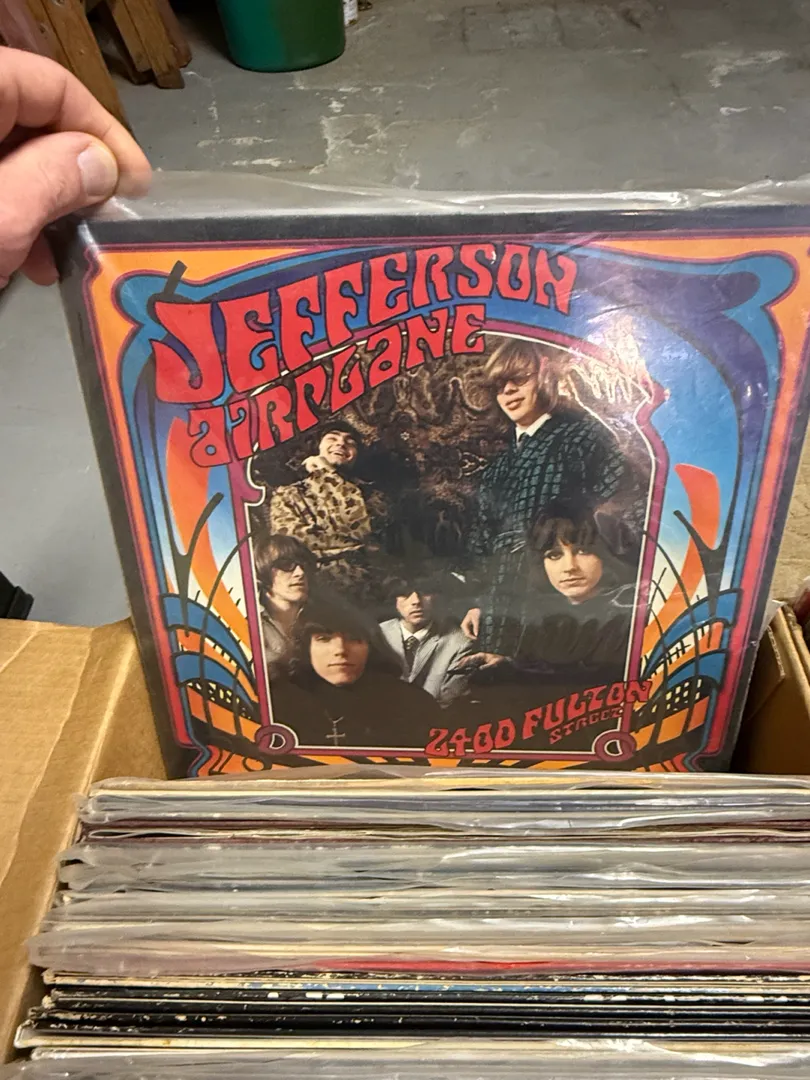 JEFFERSON
AIRPLANE
2400 FULTON
STREET